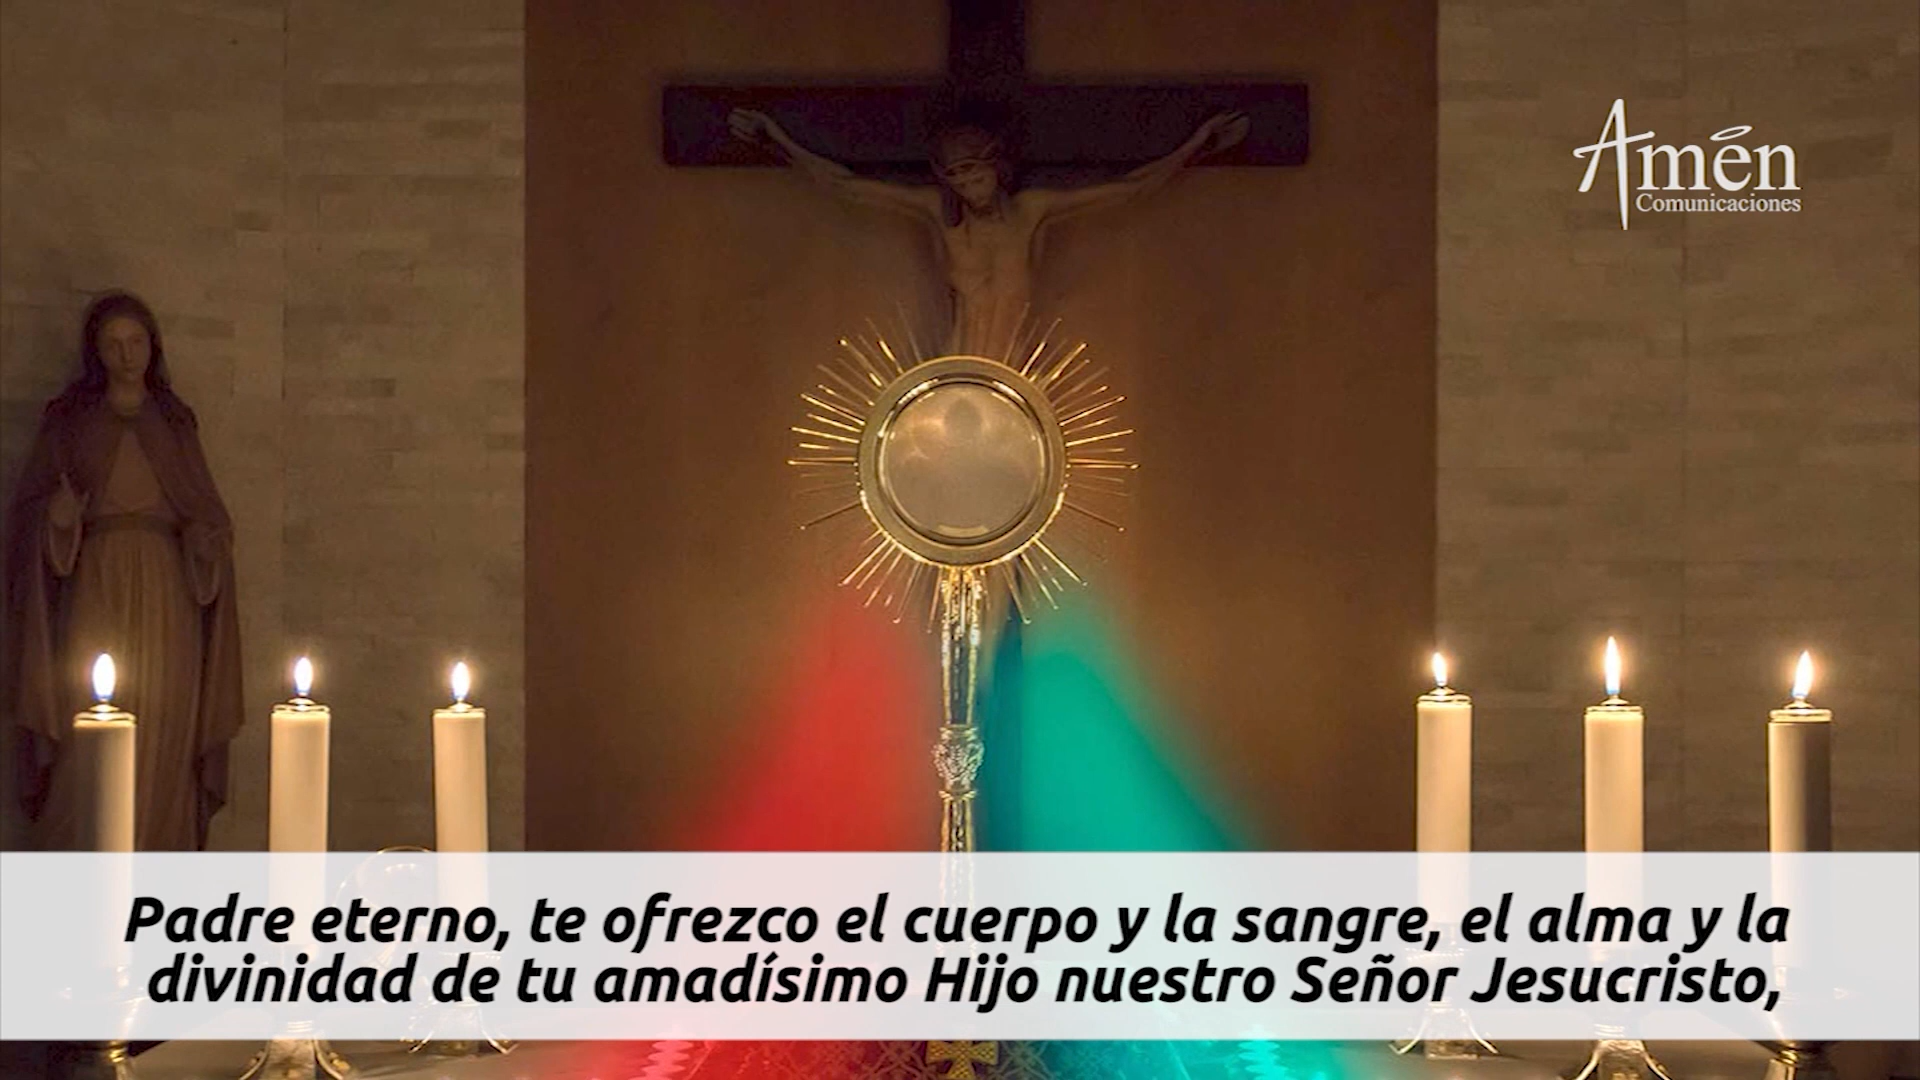 Amén
Comunicaciones
Padre eterno, te ofrezco el cuerpo y la sangre, el alma y la
divinidad de tu amadísimo Hijo nuestro Señor Jesucristo,